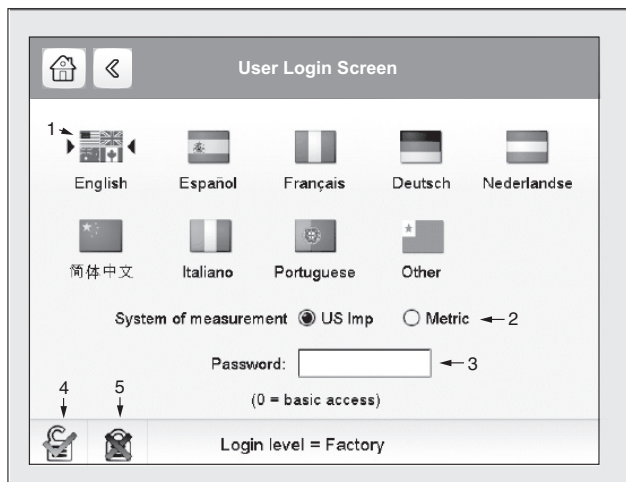 User Login Screen
1
English Español Français Deutsch Nederlandse
简体中文 Italiano Portuguese Other
System of measurement US Imp Metric 2
Password: 3
(0 = basic access)
4 5
Login level = Factory